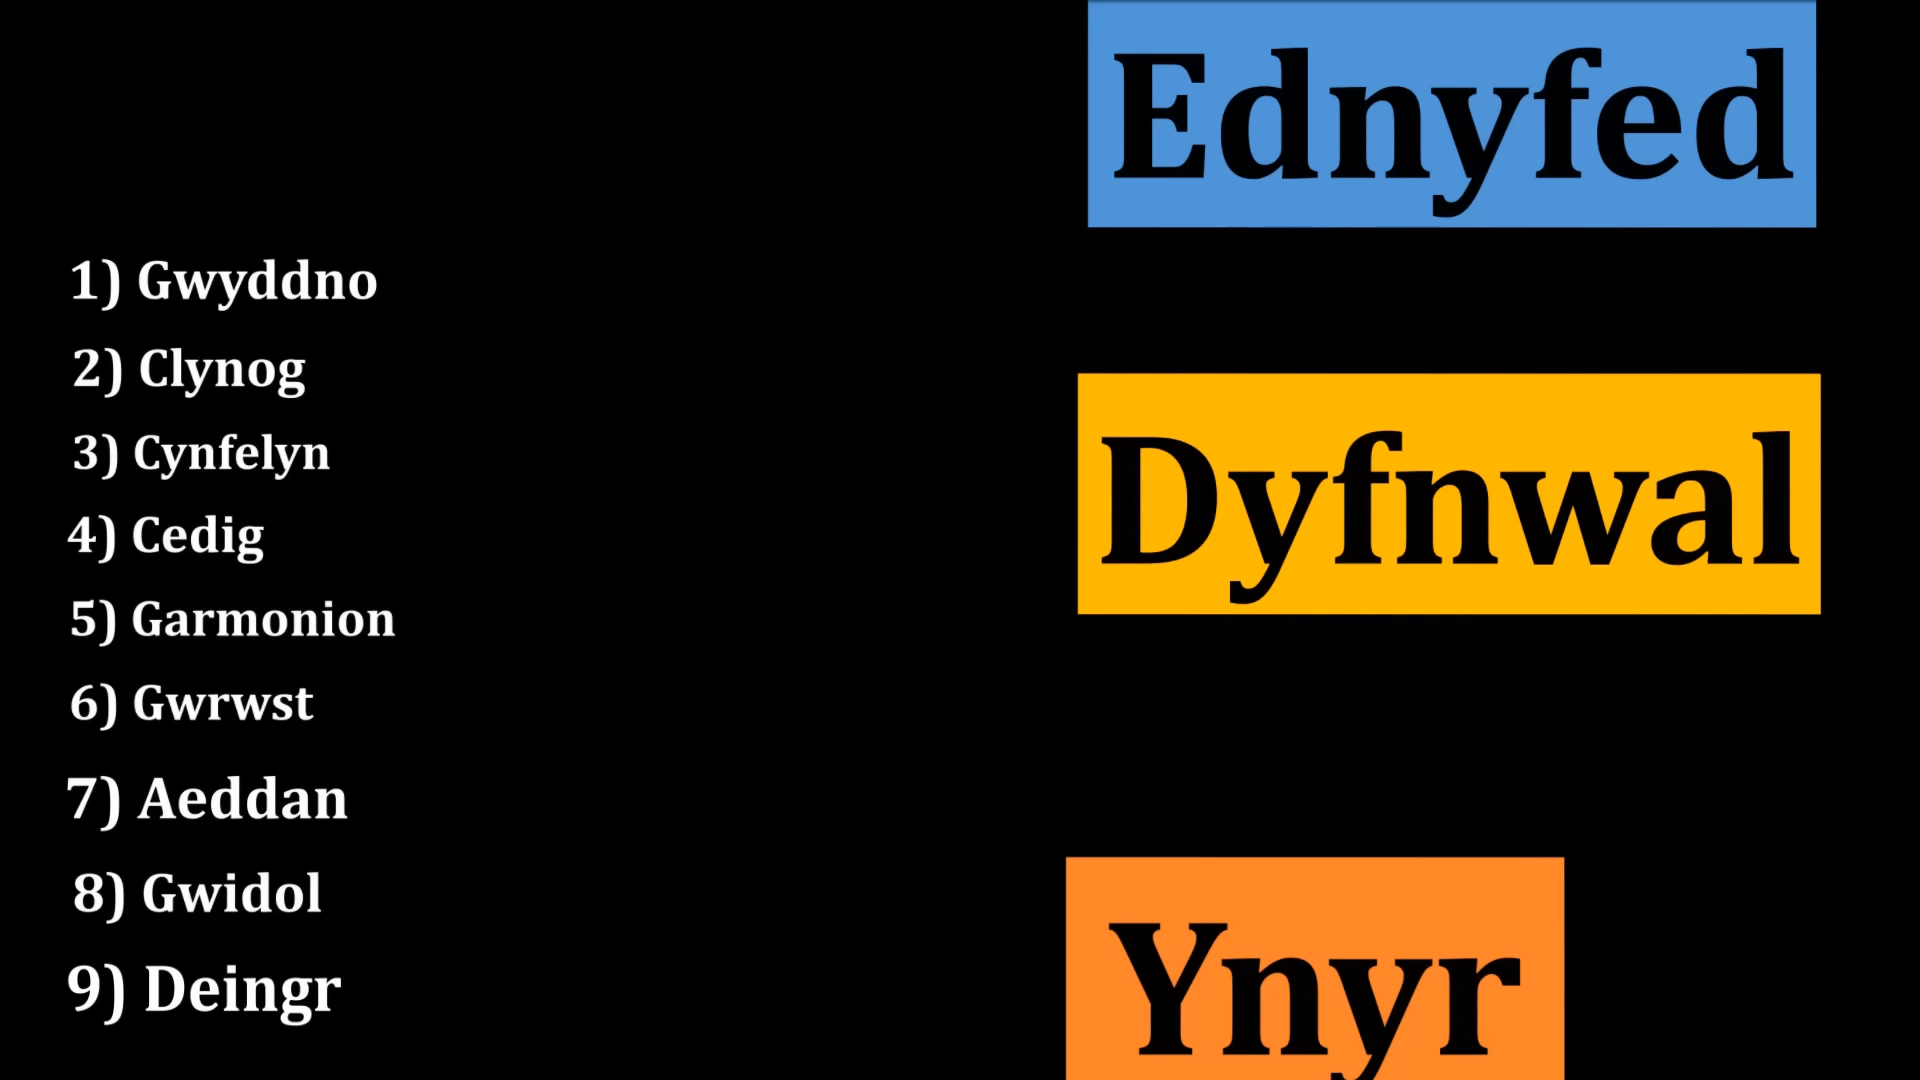 1) Gwyddno
2) Clynog
3) Cynfelyn
4) Cedig
5) Garmonion
6) Gwrwst
7) Aeddan
8) Gwidol
9) Deingr
Ednyfed
Dyfnwal
Ynyr